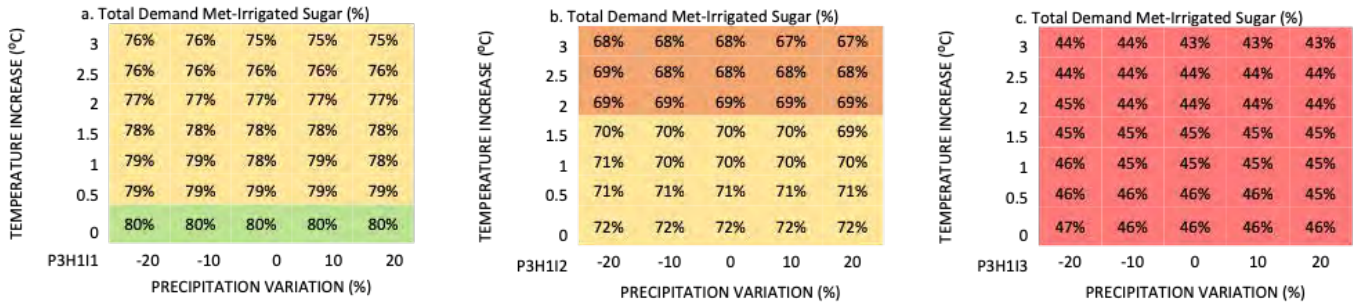 a. Total Demand Met-Irrigated Sugar (%)
TEMPERATURE INCREASE (⁰C)
3 76% 76% 75% 75% 75%
2.5 76% 76% 76% 76% 76%
2 77% 77% 77% 77% 77%
1.5 78% 78% 78% 78% 78%
1 79% 79% 78% 79% 78%
0.5 79% 79% 79% 79% 79%
0 80% 80% 80% 80% 80%
P3H1I1 -20 -10 0 10 20
PRECIPITATION VARIATION (%)
b. Total Demand Met-Irrigated Sugar (%)
TEMPERATURE INCREASE (⁰C)
3 68% 68% 68% 67% 67%
2.5 69% 68% 68% 68% 68%
2 69% 69% 69% 69% 69%
1.5 70% 70% 70% 70% 69%
1 71% 70% 70% 70% 70%
0.5 71% 71% 71% 71% 71%
0 72% 72% 72% 72% 72%
P3H1I2 -20 -10 0 10 20
PRECIPITATION VARIATION (%)
c. Total Demand Met-Irrigated Sugar (%)
TEMPERATURE INCREASE (⁰C)
3 44% 44% 43% 43% 43%
2.5 44% 44% 44% 44% 44%
2 45% 44% 44% 44% 44%
1.5 45% 45% 45% 45% 45%
1 46% 45% 45% 45% 45%
0.5 46% 46% 46% 46% 45%
0 47% 46% 46% 46% 46%
P3H1I3 -20 -10 0 10 20
PRECIPITATION VARIATION (%)